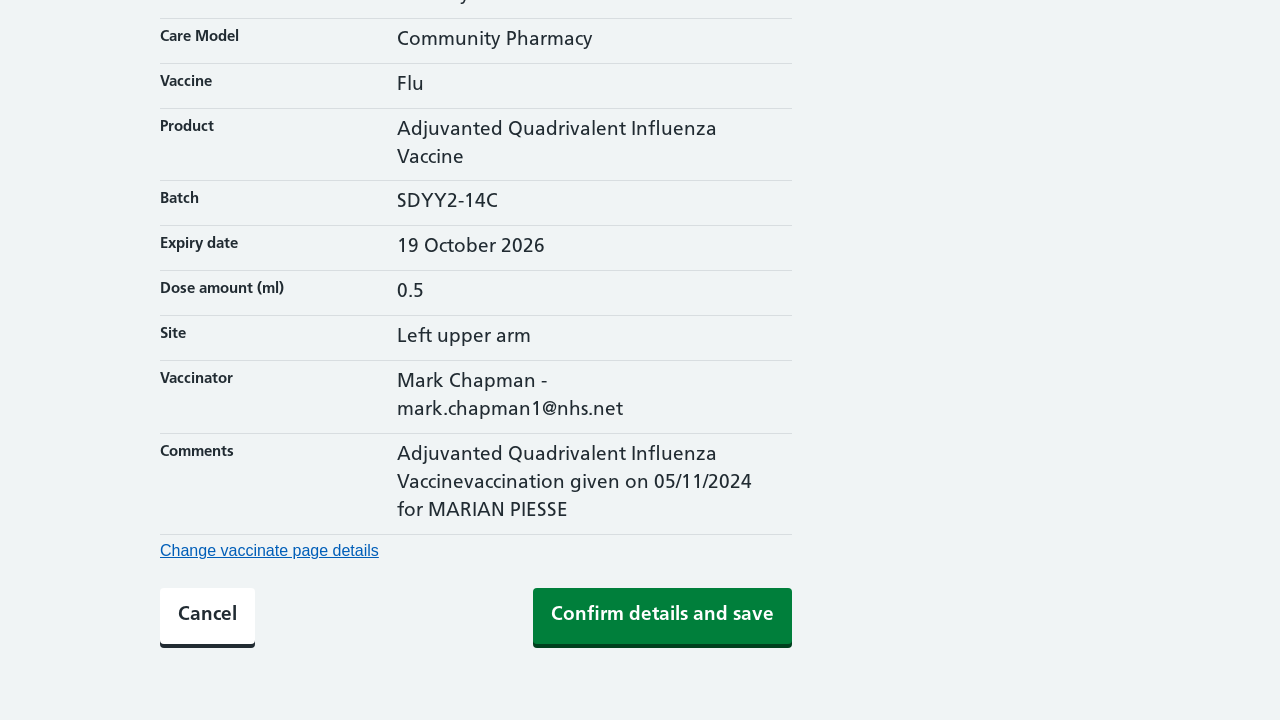 Care Model
Community Pharmacy
Vaccine
Flu
Product
Adjuvanted Quadrivalent Influenza
Vaccine
Batch
SDYY2-14C
Expiry date
19 October 2026
Dose amount (ml)
0.5
Site
Left upper arm
Vaccinator
Mark Chapman -
mark.chapman1@nhs.net
Comments
Adjuvanted Quadrivalent Influenza
Vaccinevaccination given on 05/11/2024
for MARIAN PIESSE
Change vaccinate page details
Cancel
Confirm details and save